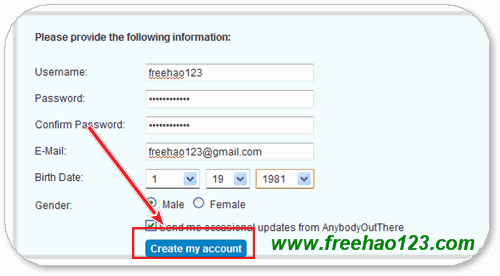 Please provide the following information:
Username: freehao123
Password: ••••••••••••
Confirm Password: ••••••••••••
E-Mail: freehao123@gmail.com
Birth Date: 1 19 1981
Gender: Male Female
Send me occasional updates from AnybodyOutThere
Create my account
www.freehao123.com